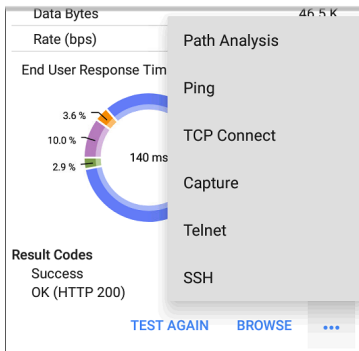 Data Bytes 46.5 K
Rate (bps)
End User Response Tim
3.6 %
10.0 %
2.9 %
140 ms
Result Codes
Success
OK (HTTP 200)
Path Analysis
Ping
TCP Connect
Capture
Telnet
SSH
TEST AGAIN BROWSE